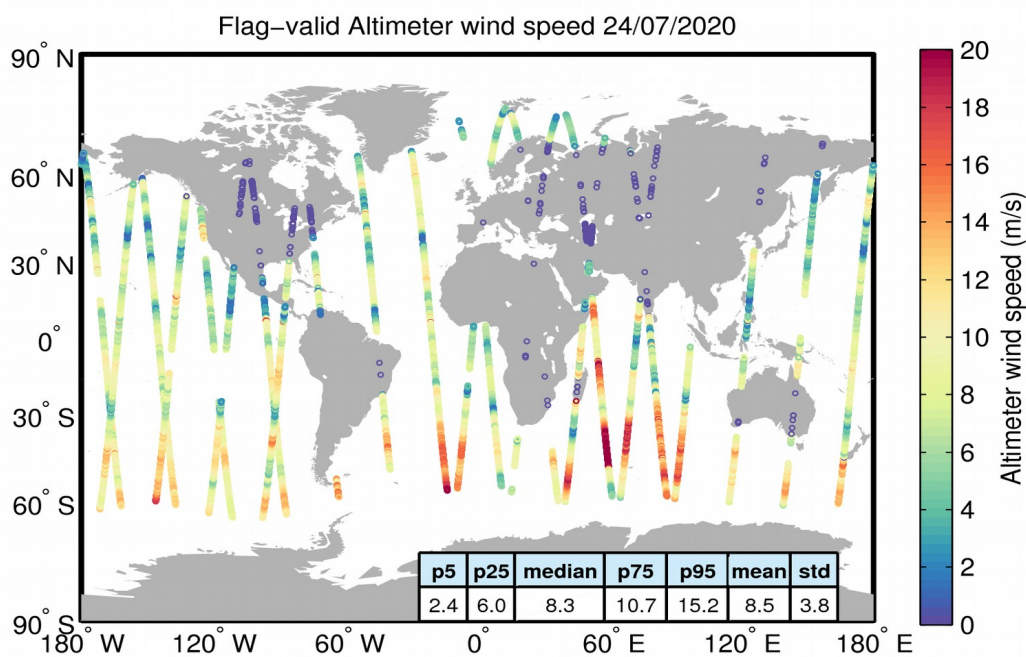 Flag−valid Altimeter wind speed 24/07/2020
90° N
60° N
30° N
0°
30° S
60° S
90° S
180° W
120° W
60° W
0°
60° E
120° E
180° E
20
18
16
14
12
10
8
6
4
2
0
Altimeter wind speed (m/s)
p5 p25 median p75 p95 mean std
2.4 6.0 8.3 10.7 15.2 8.5 3.8